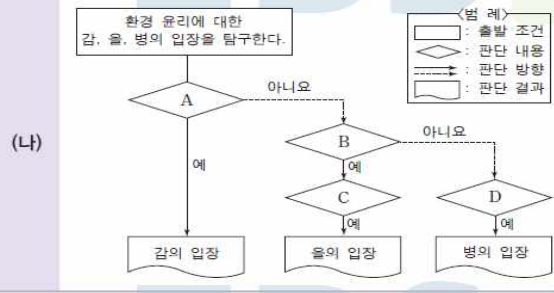 환경 윤리에 대한
갑, 을, 병의 입장을 탐구한다.
<범 례>
: 출발 조건
: 판단 내용
: 판단 방향
: 판단 결과
(나)
A
아니요
예
B
아니요
예
C
예
D
예
갑의 입장
을의 입장
병의 입장